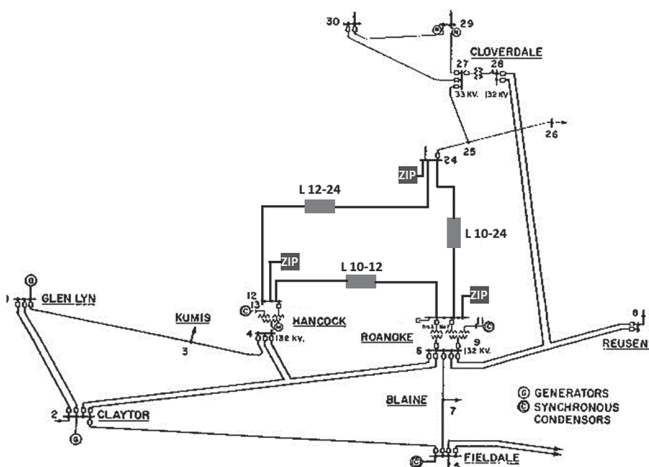 30
29
CLOVERDALE
27
28
33 KV.
132 KV
26
25
24
ZIP
L 12-24
L 10-24
ZIP
L 10-12
ZIP
G
GLEN LYN
12
13
C
HANCOCK
KUMIS
4
132 KV.
3
ROANOKE
11
C
9
6
132 KV.
8
REUSEN
2
CLAYTOR
G
BLAINE
7
G GENERATORS
C SYNCHRONOUS
CONDENSORS
C
FIELDALE